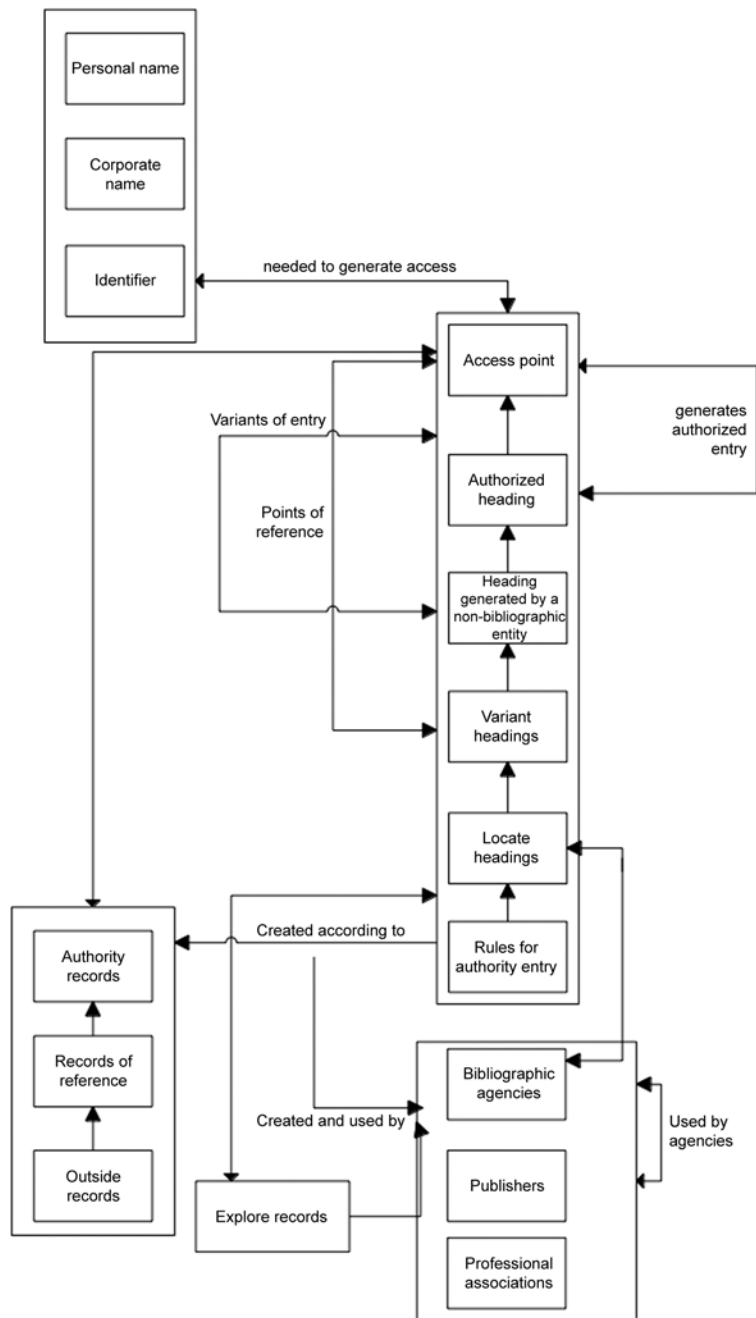 Personal name
Corporate
name
Identifier
needed to generate access
Access point
generates
authorized
entry
Variants of entry
Authorized
heading
Points of
reference
Heading
generated by a
non-bibliographic
entity
Variant
headings
Locate
headings
Created according to
Rules for
authority entry
Authority
records
Records of
reference
Outside
records
Created and used by
Explore records
Bibliographic
agencies
Used by
agencies
Publishers
Professional
associations